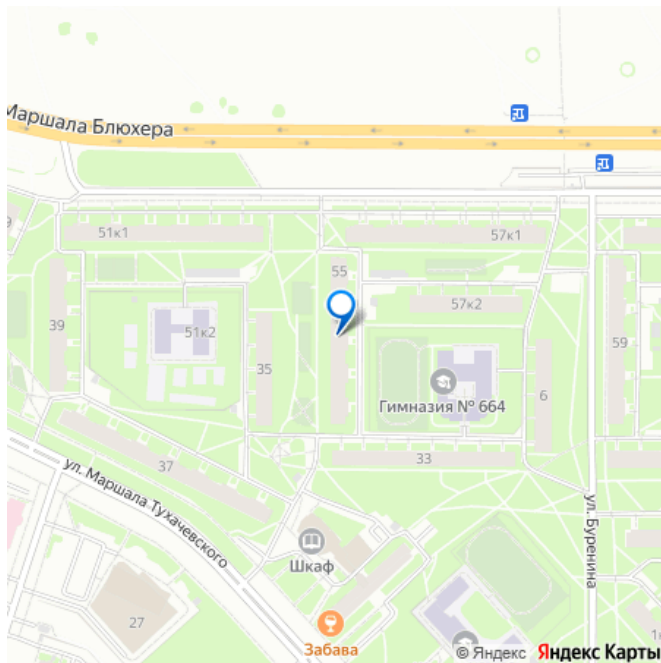 Маршала Блюхера
51к1
57к1
55
57к2
39
51к2
59
35
Гимназия № 664
6
37
33
ул. Маршала Тухачевского
ул. Буренина
Шкаф
27
Забава
© Яндекс Яндекс Карты